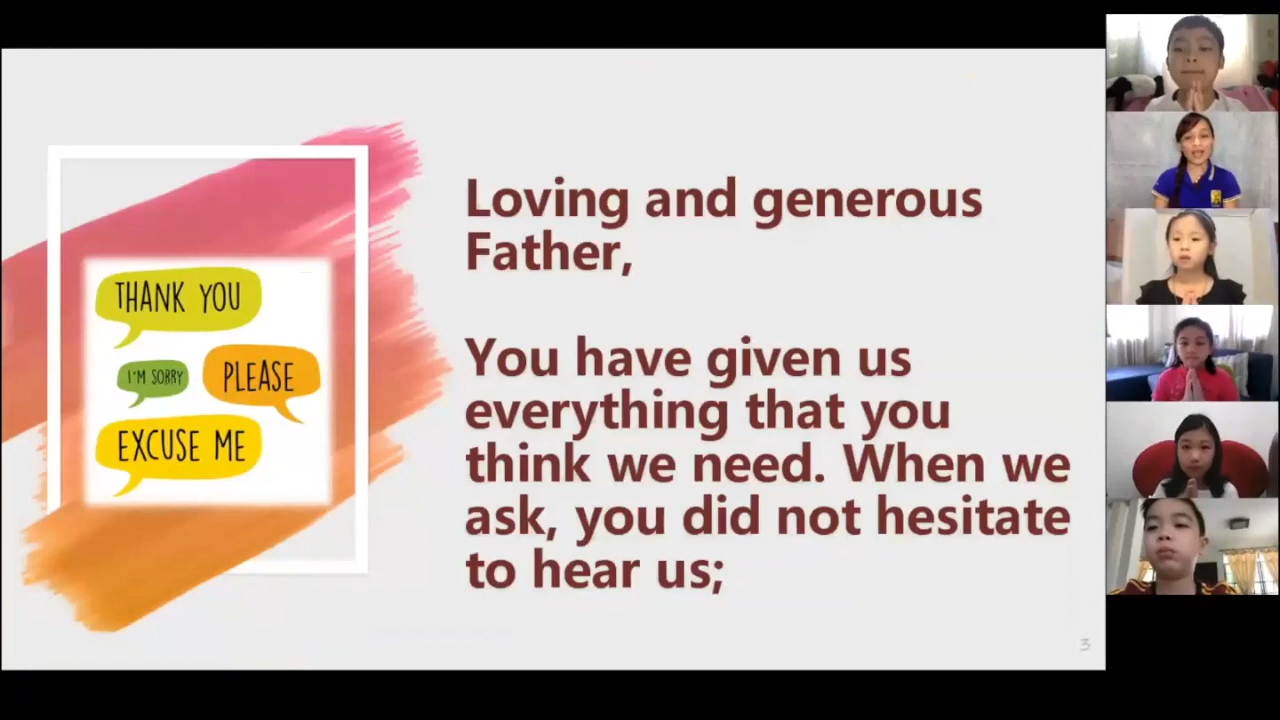 THANK YOU
I'M SORRY
PLEASE
EXCUSE ME
Loving and generous
Father,
You have given us
everything that you
think we need. When we
ask, you did not hesitate
to hear us;
3